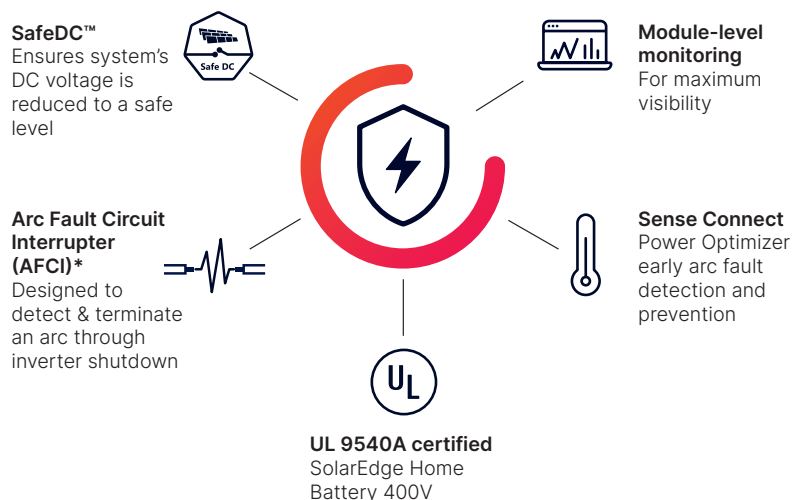 SafeDC™
Ensures system's
DC voltage is
reduced to a safe
level
Safe DC
Module-level
monitoring
For maximum
visibility
Arc Fault Circuit
Interrupter
(AFCI)*
Designed to
detect & terminate
an arc through
inverter shutdown
Sense Connect
Power Optimizer
early arc fault
detection and
prevention
UL
UL 9540A certified
SolarEdge Home
Battery 400V